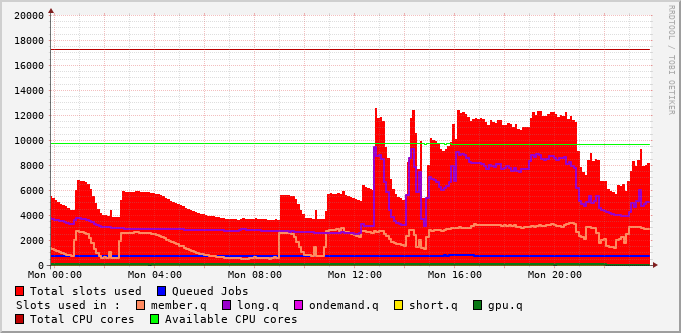 RRDTOOL / TOBI OETIKER
20000
18000
16000
14000
12000
10000
8000
6000
4000
2000
0
Mon 00:00 Mon 04:00 Mon 08:00 Mon 12:00 Mon 16:00 Mon 20:00
Total slots used Queued Jobs
Slots used in : member.q long.q ondemand.q short.q gpu.q
Total CPU cores Available CPU cores